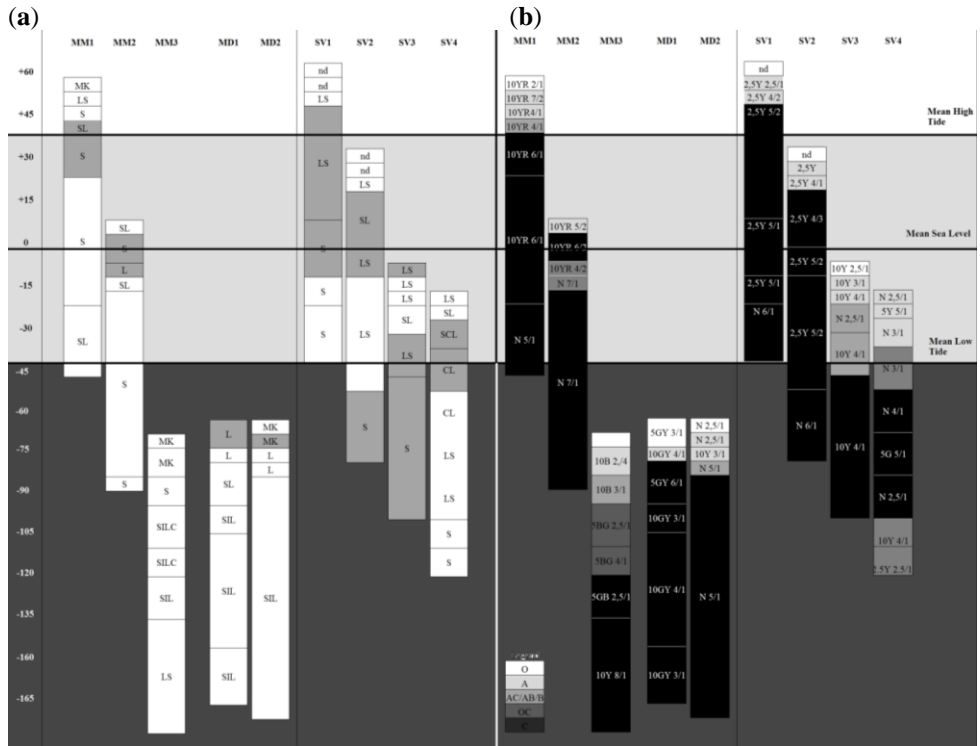 (a) (b)
MM1 MM2 MM3 MD1 MD2 SV1 SV2 SV3 SV4 MM1 MM2 MM3 MD1 MD2 SV1 SV2 SV3 SV4
+60
+45
+30
+15
0
-15
-30
-45
-60
-75
-90
-105
-120
-135
-150
-165
MK
LS
S
SL
S
S
SL
SL
S
L
SL
S
S
MK
MK
S
SILC
SILC
SIL
LS
L
L
SL
SIL
SIL
SIL
MK
MK
L
L
SIL
nd
nd
LS
LS
S
S
S
nd
nd
LS
SL
LS
LS
S
LS
LS
LS
SL
LS
S
LS
SL
SCL
CL
CL
LS
LS
S
S
10YR 2/1
10YR 7/2
10YR4/1
10YR 4/1
10YR 6/1
10YR 6/1
N 5/1
10YR 5/2
10YR 6/2
10YR 4/2
N 7/1
N 7/1
10B 2,/4
10B 3/1
5BG 2,5/1
5BG 4/1
5GB 2,5/1
10Y 8/1
5GY 3/1
10GY 4/1
5GY 6/1
10GY 3/1
10GY 4/1
10GY 3/1
N 2,5/1
N 2,5/1
10Y 3/1
N 5/1
N 5/1
nd
2,5Y 2,5/1
2,5Y 4/2
2,5Y 5/2
2,5Y 5/1
2,5Y 5/1
N 6/1
nd
2,5Y
2,5Y 4/1
2,5Y 4/3
2,5Y 5/2
2,5Y 5/2
N 6/1
10Y 2,5/1
10Y 3/1
10Y 4/1
N 2,5/1
10Y 4/1
10Y 4/1
N 2,5/1
5Y 5/1
N 3/1
N 3/1
N 4/1
5G 5/1
N 2,5/1
10Y 4/1
2.5Y 2.5/1
Mean High
Tide
Mean Sea Level
Mean Low
Tide
O
A
AC/AB/B
OC
C